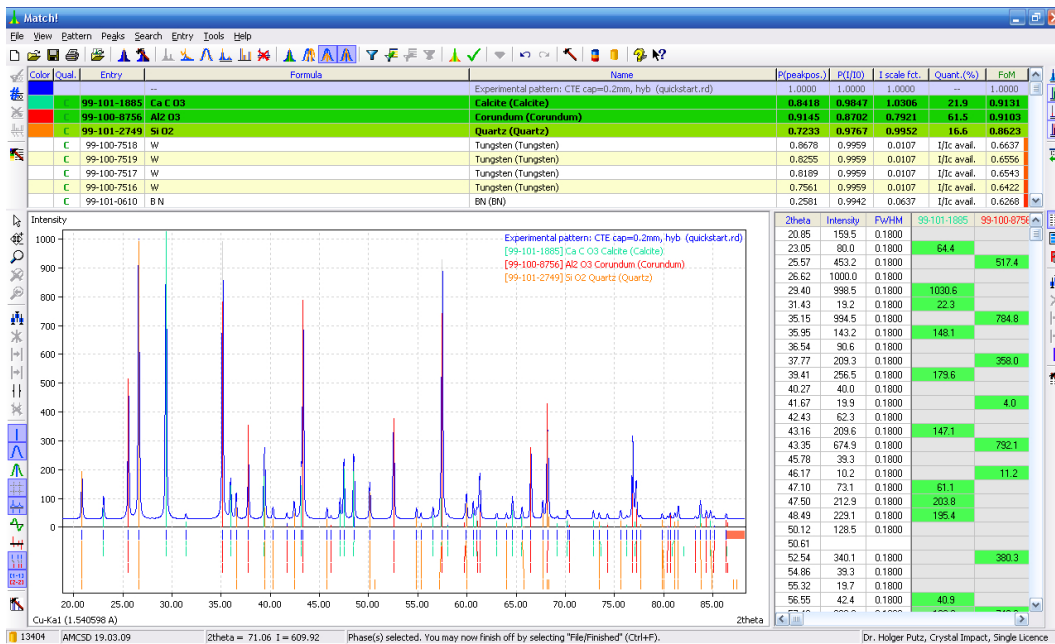 Match!
File View Pattern Peaks Search Entry Tools Help
Color Qual. Entry Formula Name P(peakpos.) P(I/I0) I scale fct. Quant.(%) FoM
-- Experimental pattern: CTE cap=0.2mm, hyb (quickstart.rd) 1.0000 1.0000 1.0000 1.0000
C 99-101-1885 Ca C O3 Calcite (Calcite) 0.8418 0.9847 1.0306 21.9 0.9131
C 99-100-8756 Al2 O3 Corundum (Corundum) 0.9145 0.8702 0.7921 61.5 0.9103
C 99-101-2749 Si O2 Quartz (Quartz) 0.7233 0.9767 0.9952 16.6 0.8623
C 99-100-7518 W Tungsten (Tungsten) 0.8678 0.9959 0.0107 I/Ic avail. 0.6637
C 99-100-7519 W Tungsten (Tungsten) 0.8255 0.9959 0.0107 I/Ic avail. 0.6556
C 99-100-7517 W Tungsten (Tungsten) 0.8189 0.9959 0.0107 I/Ic avail. 0.6543
C 99-100-7516 W Tungsten (Tungsten) 0.7561 0.9959 0.0107 I/Ic avail. 0.6422
C 99-101-0610 B N BN (BN) 0.2581 0.9942 0.0637 I/Ic avail. 0.6268
Intensity
Experimental pattern: CTE cap=0.2mm, hyb (quickstart.rd)
[99-101-1885] Ca C O3 Calcite (Calcite)
[99-100-8756] Al2 O3 Corundum (Corundum)
[99-101-2749] Si O2 Quartz (Quartz)
1000
900
800
700
600
500
400
300
200
100
0
20.00 25.00 30.00 35.00 40.00 45.00 50.00 55.00 60.00 65.00 70.00 75.00 80.00 85.00
Cu-Ka1 (1.540598 A) 2theta
2theta Intensity FWHM 99-101-1885 99-100-8756
20.85 159.5 0.1800
23.05 80.0 0.1800 64.4
25.57 453.2 0.1800 517.4
26.62 1000.0 0.1800
29.40 998.5 0.1800 1030.6
31.43 19.2 0.1800 22.3
35.15 994.5 0.1800 784.8
35.95 143.2 0.1800 148.1
36.54 90.6 0.1800
37.77 209.3 0.1800 358.0
39.41 256.5 0.1800 179.6
40.27 40.0 0.1800
41.67 19.9 0.1800 4.0
42.43 62.3 0.1800
43.16 209.6 0.1800 147.1
43.35 674.9 0.1800 792.1
45.78 39.3 0.1800
46.17 10.2 0.1800 11.2
47.10 73.1 0.1800 61.1
47.50 212.9 0.1800 203.8
48.49 229.1 0.1800 195.4
50.12 128.5 0.1800
50.61
52.54 340.1 0.1800 380.3
54.86 39.3 0.1800
55.32 19.7 0.1800
56.55 42.4 0.1800 40.9
13404 AMCSD 19.03.09 2theta = 71.06 I = 609.92 Phase(s) selected. You may now finish off by selecting "File/Finished" (Ctrl+F). Dr. Holger Putz, Crystal Impact, Single Licence